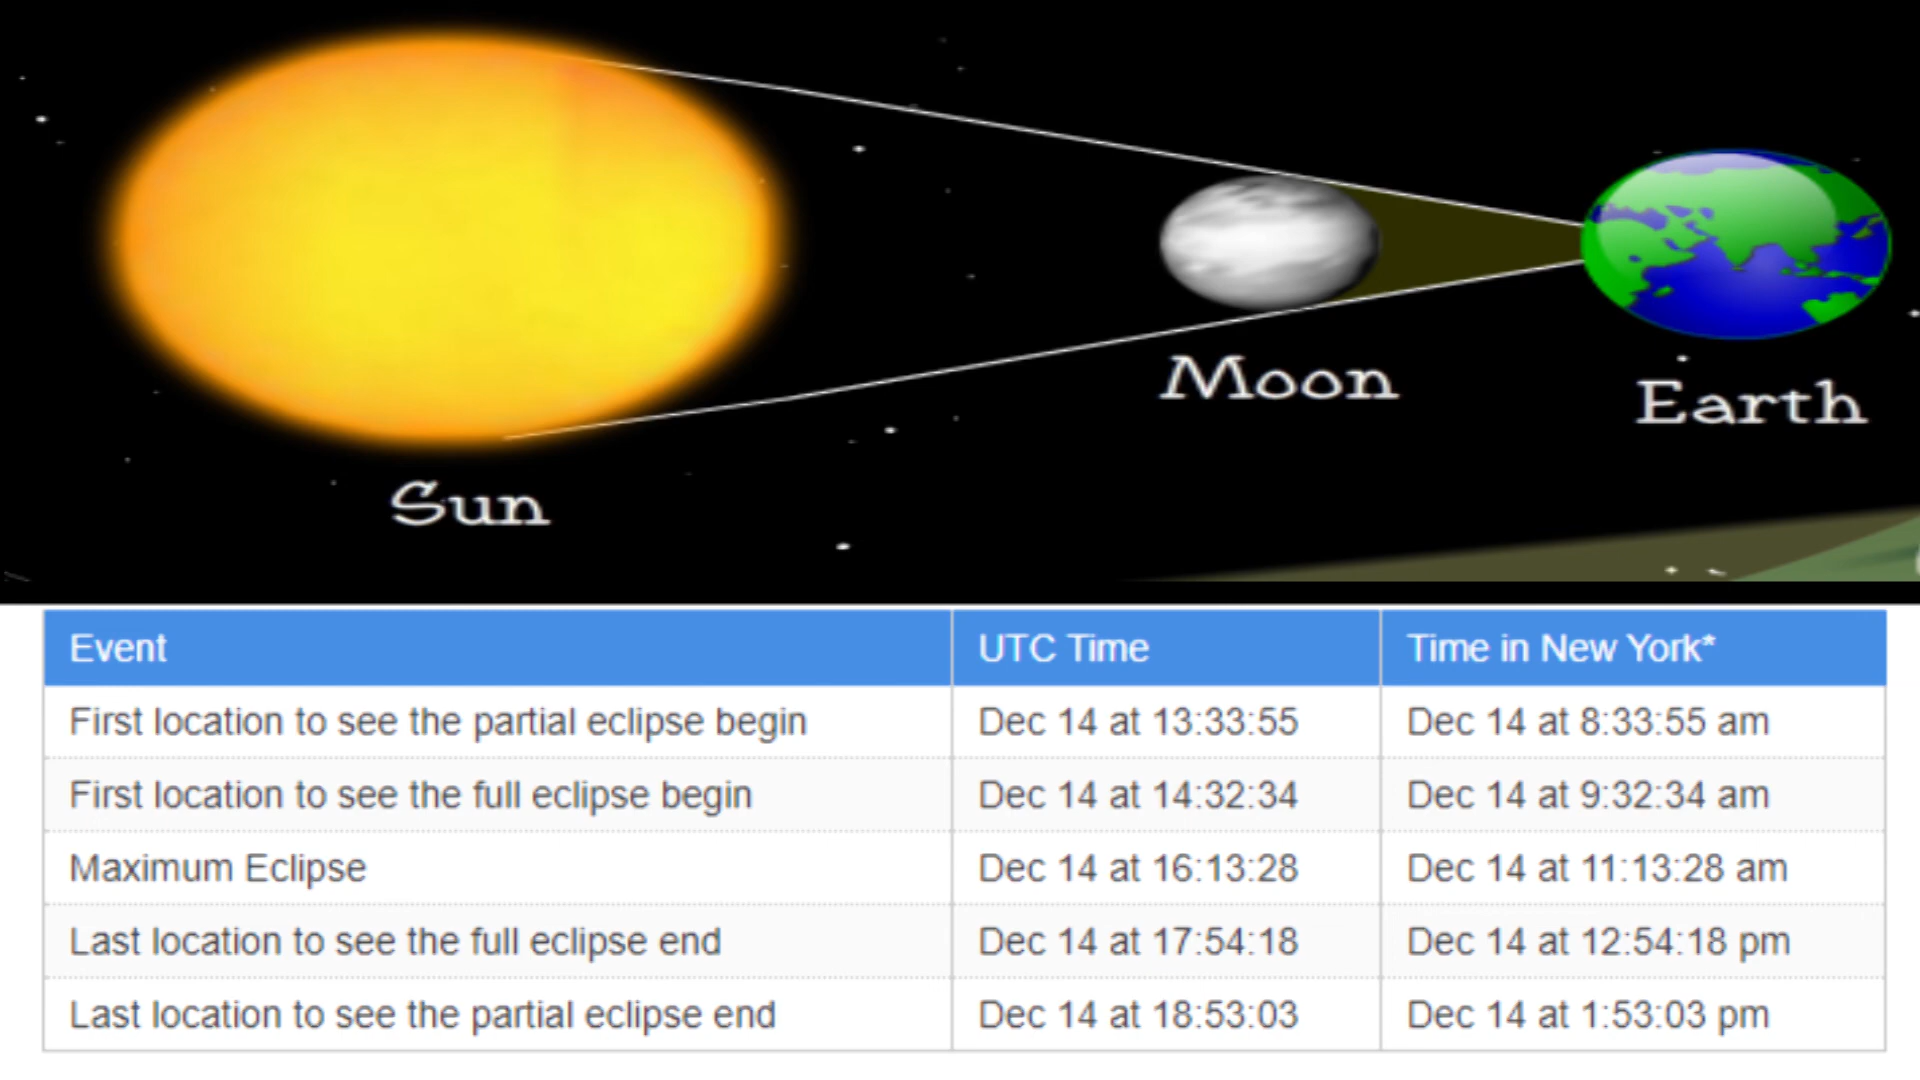 Moon
Earth
Sun
Event UTC Time Time in New York*
First location to see the partial eclipse begin Dec 14 at 13:33:55 Dec 14 at 8:33:55 am
First location to see the full eclipse begin Dec 14 at 14:32:34 Dec 14 at 9:32:34 am
Maximum Eclipse Dec 14 at 16:13:28 Dec 14 at 11:13:28 am
Last location to see the full eclipse end Dec 14 at 17:54:18 Dec 14 at 12:54:18 pm
Last location to see the partial eclipse end Dec 14 at 18:53:03 Dec 14 at 1:53:03 pm